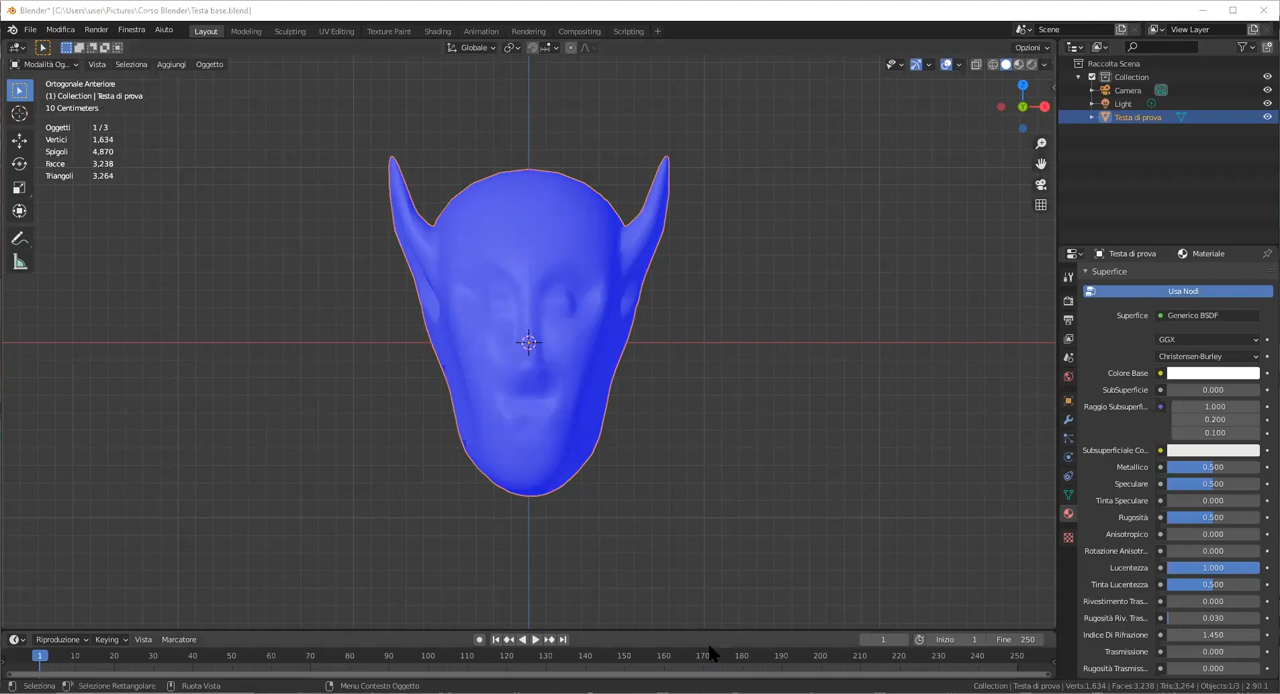 Blender* [C:\Users\user\Pictures\Corso Blender\Testa base.blend]
File Modifica Render Finestra Aiuto Layout Modeling Sculpting UV Editing Texture Paint Shading Animation Rendering Compositing Scripting + Scene View Layer
Globale Opzioni
Modalità Og... Vista Seleziona Aggiungi Oggetto
Ortogonale Anteriore
(1) Collection | Testa di prova
10 Centimeters
Oggetti 1 / 3
Vertici 1,634
Spigoli 4,870
Facce 3,238
Triangoli 3,264
Z
Y
X
Raccolta Scena
Collection
Camera
Light
Testa di prova
Testa di prova Materiale
Superfice
Usa Nodi
Superfice Generico BSDF
GGX
Christensen-Burley
Colore Base
SubSuperficie 0.000
Raggio Subsuperfi... 1.000
0.200
0.100
Subsuperficiale Co...
Metallico 0.500
Speculare 0.500
Tinta Speculare 0.000
Rugosità 0.500
Anisotropico 0.000
Rotazione Anisotr... 0.000
Lucentezza 1.000
Tinta Lucentezza 0.500
Rivestimento Tras... 0.000
Rugosità Riv. Tras... 0.030
Indice Di Rifrazione 1.450
Trasmissione 0.000
Rugosità Trasmiss... 0.000
Riproduzione Keying Vista Marcatore 1 Inizio 1 Fine 250
1 10 20 30 40 50 60 70 80 90 100 110 120 130 140 150 160 170 180 190 200 210 220 230 240 250
Seleziona Selezione Rettangolare Ruota Vista Menu Contesto Oggetto Collection | Testa di prova | Verts:1,634 | Faces:3,238 | Tris:3,264 | Objects:1/3 | 2.90.1